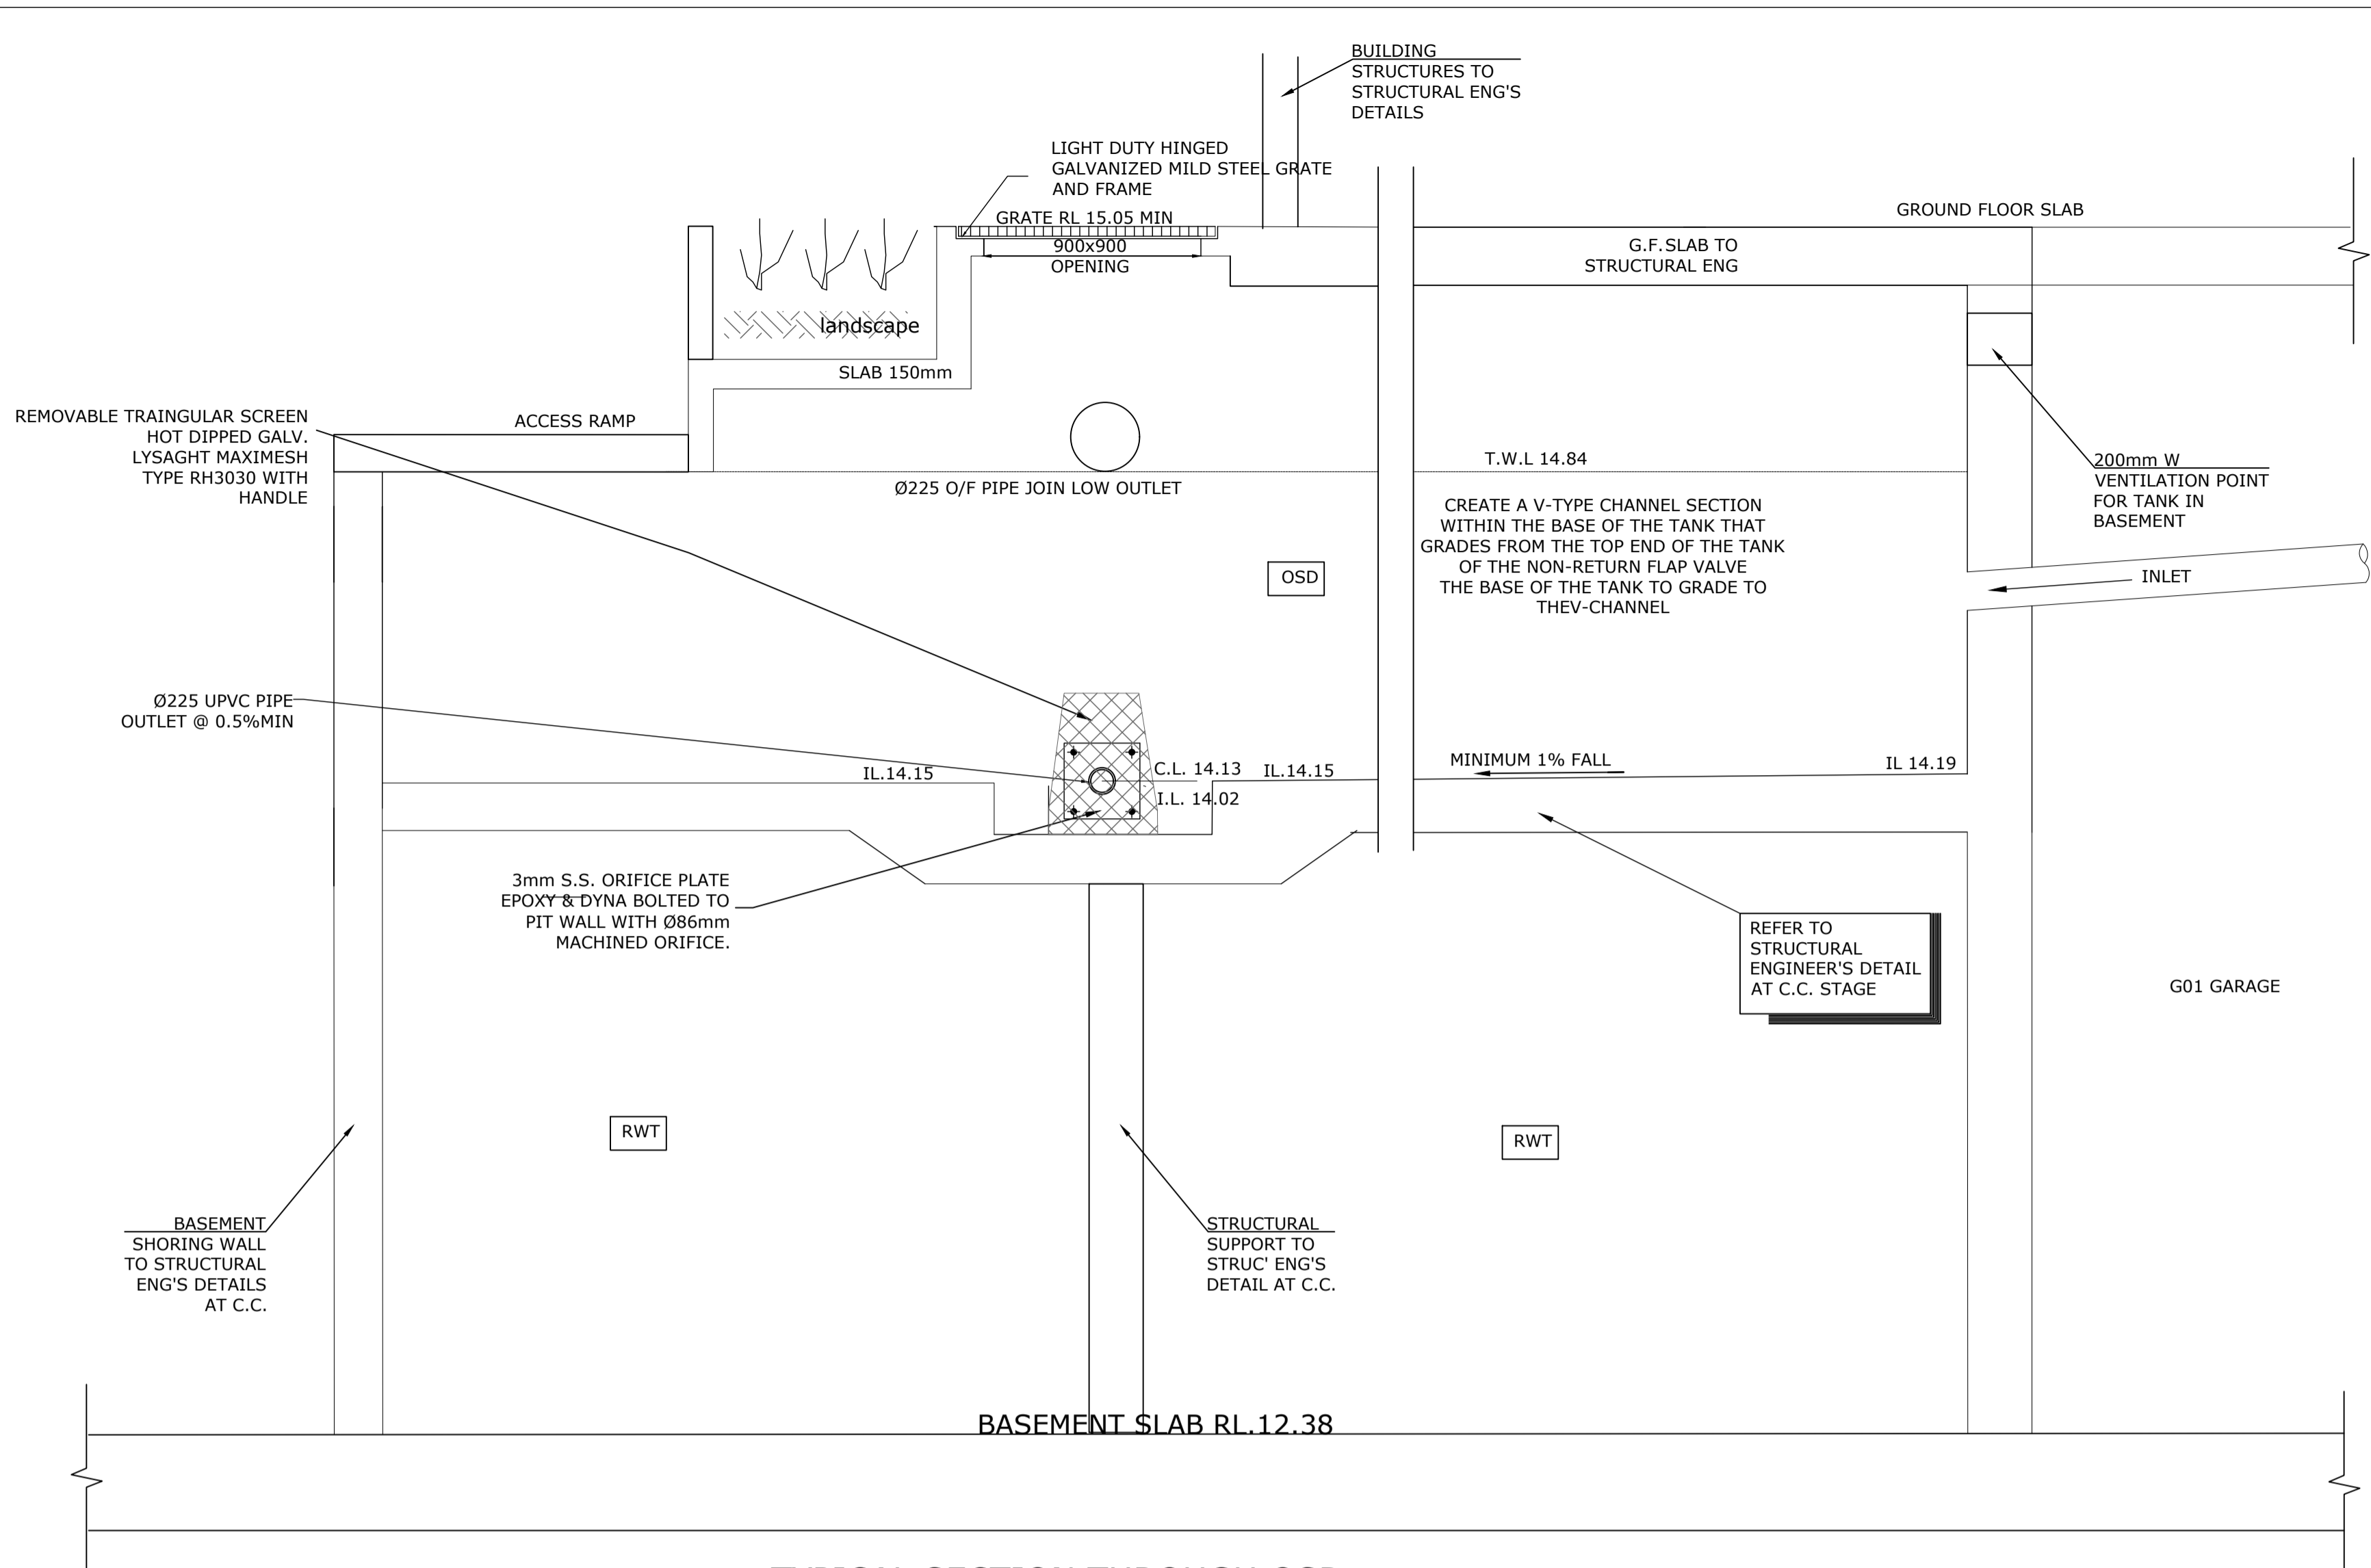 BUILDING
STRUCTURES TO
STRUCTURAL ENG'S
DETAILS
LIGHT DUTY HINGED
GALVANIZED MILD STEEL GRATE
AND FRAME
GRATE RL 15.05 MIN
900x900
OPENING
GROUND FLOOR SLAB
G.F.SLAB TO
STRUCTURAL ENG
landscape
SLAB 150mm
ACCESS RAMP
REMOVABLE TRAINGULAR SCREEN
HOT DIPPED GALV.
LYSAGHT MAXIMESH
TYPE RH3030 WITH
HANDLE
T.W.L 14.84
Ø225 O/F PIPE JOIN LOW OUTLET
200mm W
VENTILATION POINT
FOR TANK IN
BASEMENT
CREATE A V-TYPE CHANNEL SECTION
WITHIN THE BASE OF THE TANK THAT
GRADES FROM THE TOP END OF THE TANK
OF THE NON-RETURN FLAP VALVE
THE BASE OF THE TANK TO GRADE TO
THEV-CHANNEL
OSD
INLET
Ø225 UPVC PIPE
OUTLET @ 0.5%MIN
IL.14.15
C.L. 14.13
IL.14.15
I.L. 14.02
MINIMUM 1% FALL
IL 14.19
3mm S.S. ORIFICE PLATE
EPOXY & DYNA BOLTED TO
PIT WALL WITH Ø86mm
MACHINED ORIFICE.
REFER TO
STRUCTURAL
ENGINEER'S DETAIL
AT C.C. STAGE
G01 GARAGE
RWT
RWT
BASEMENT
SHORING WALL
TO STRUCTURAL
ENG'S DETAILS
AT C.C.
STRUCTURAL
SUPPORT TO
STRUC' ENG'S
DETAIL AT C.C.
BASEMENT SLAB RL.12.38
TYPICAL SECTION THROUGH OSD